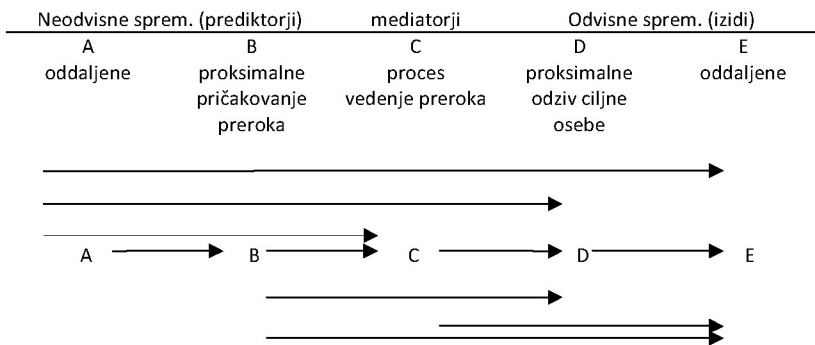 Neodvisne sprem. (prediktorji) mediatorji Odvisne sprem. (izidi)
A B C D E
oddaljene proksimalne proces proksimalne oddaljene
pričakovanje vedenje preroka odziv ciljne
preroka osebe
A B C D E